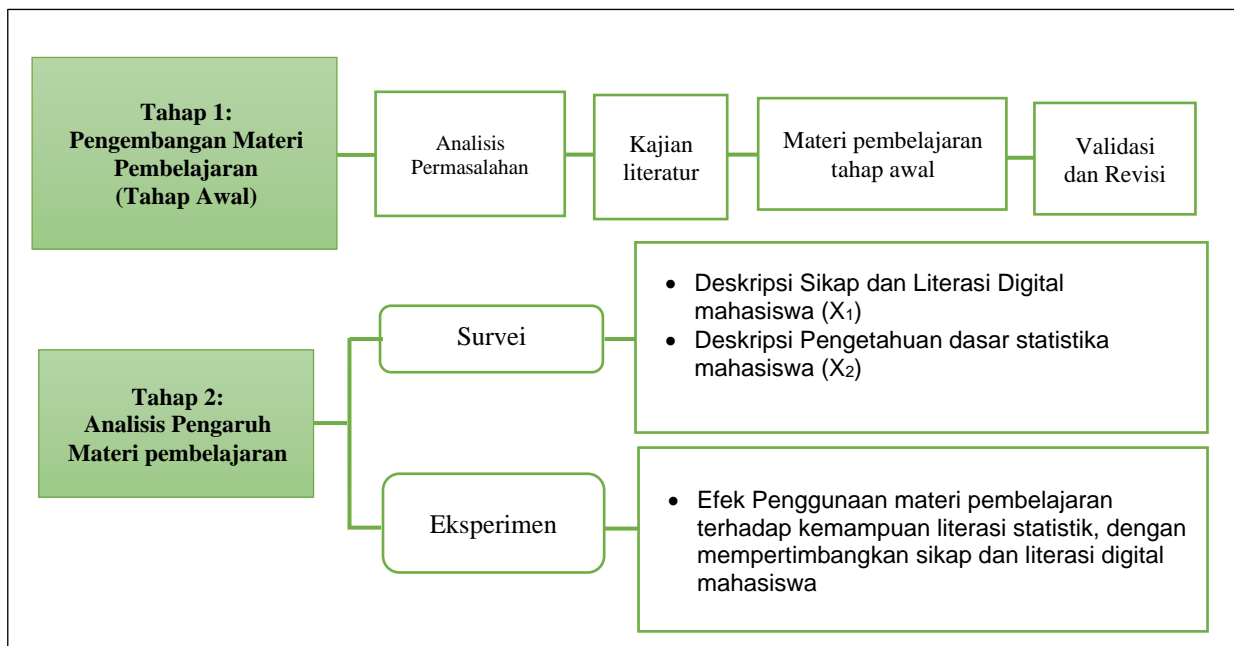 Tahap 1:
Pengembangan Materi
Pembelajaran
(Tahap Awal)
Analisis
Permasalahan
Kajian
literatur
Materi pembelajaran
tahap awal
Validasi
dan Revisi
Tahap 2:
Analisis Pengaruh
Materi pembelajaran
Survei
• Deskripsi Sikap dan Literasi Digital
mahasiswa (X₁)
• Deskripsi Pengetahuan dasar statistika
mahasiswa (X₂)
Eksperimen
• Efek Penggunaan materi pembelajaran
terhadap kemampuan literasi statistik, dengan
mempertimbangkan sikap dan literasi digital
mahasiswa